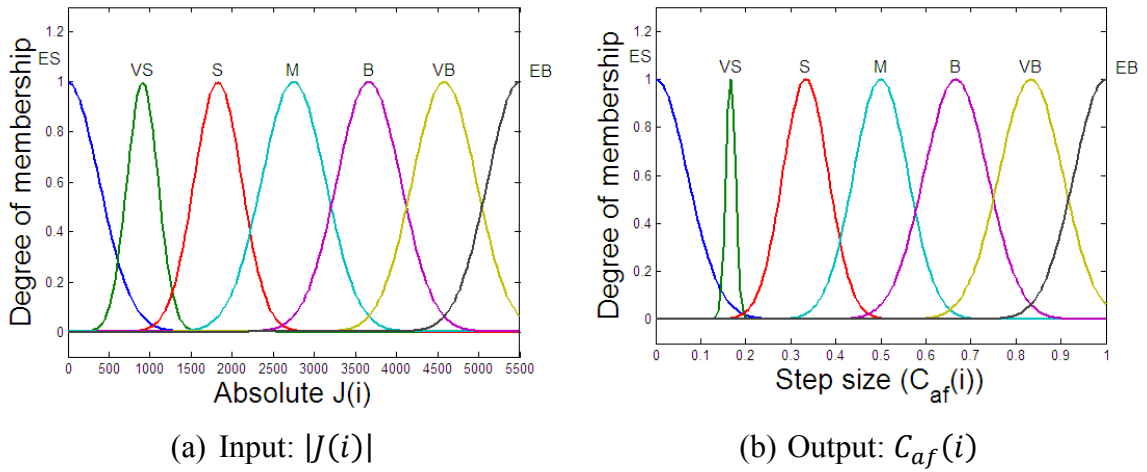 1.2
ES
VS
S
M
B
VB
EB
1
0.8
0.6
0.4
0.2
0
Degree of membership
0 500 1000 1500 2000 2500 3000 3500 4000 4500 5000 5500
Absolute J(i)
(a) Input: |J(i)|
1.2
ES
VS
S
M
B
VB
EB
1
0.8
0.6
0.4
0.2
0
Degree of membership
0 0.1 0.2 0.3 0.4 0.5 0.6 0.7 0.8 0.9 1
Step size (C_af(i))
(b) Output: C_af(i)